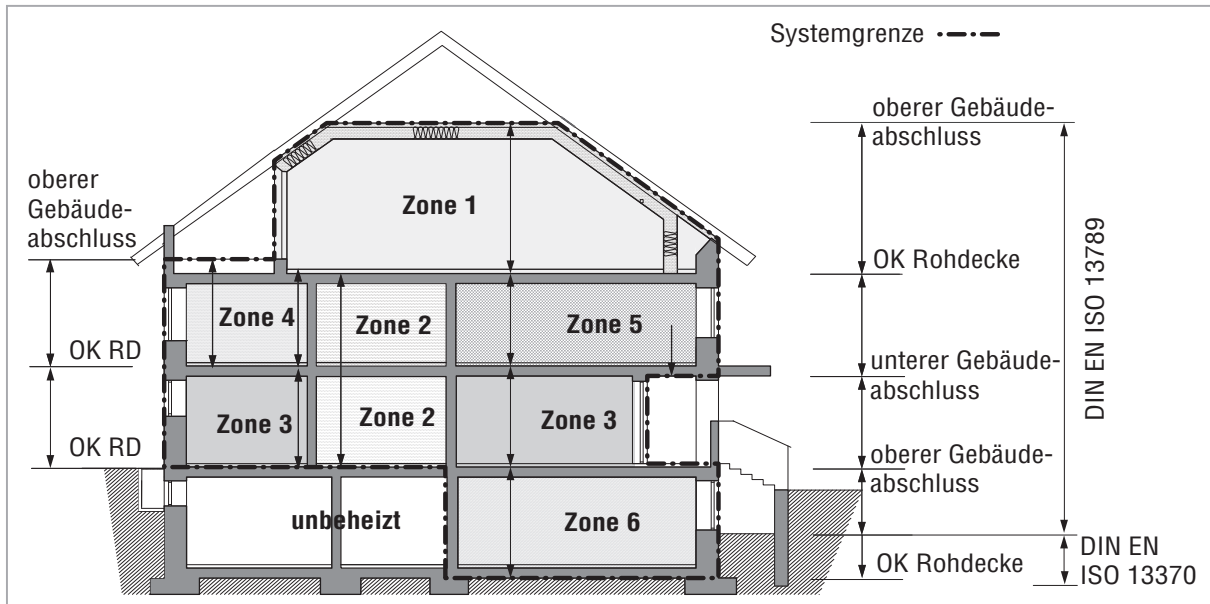 Systemgrenze
oberer Gebäude-
abschluss
oberer
Gebäude-
abschluss
Zone 1
OK Rohdecke
Zone 4
Zone 2
Zone 5
OK RD
unterer Gebäude-
abschluss
Zone 3
Zone 2
Zone 3
OK RD
oberer Gebäude-
abschluss
unbeheizt
Zone 6
OK Rohdecke
DIN EN ISO 13789
DIN EN
ISO 13370